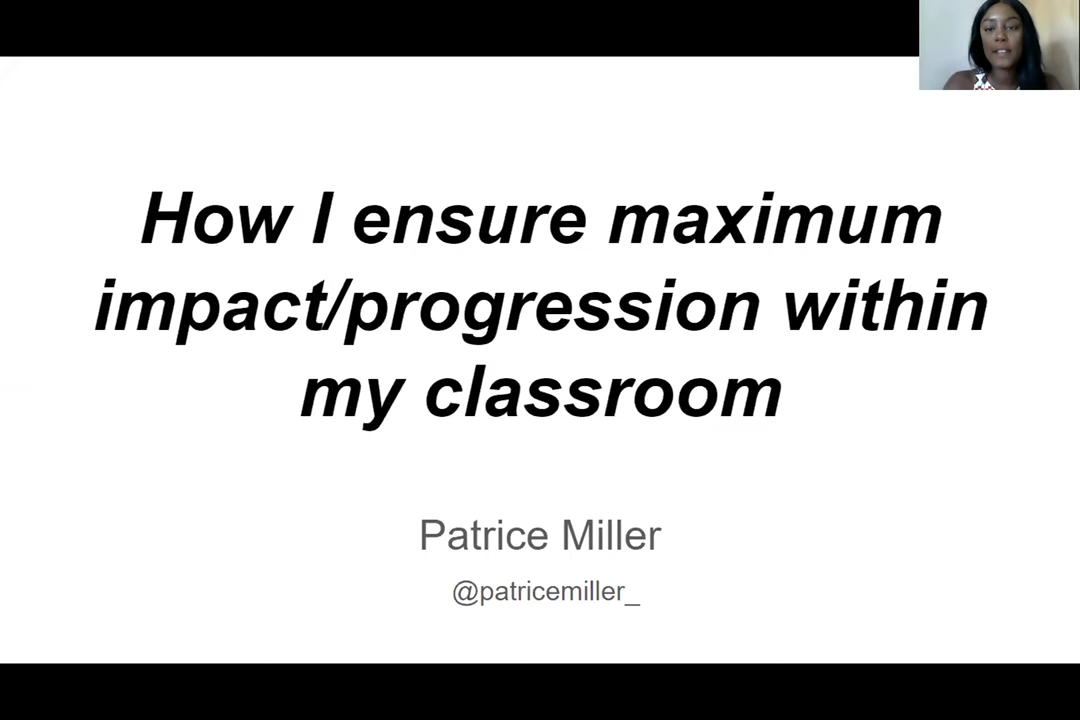 How I ensure maximum
impact/progression within
my classroom
Patrice Miller
@patricemiller_